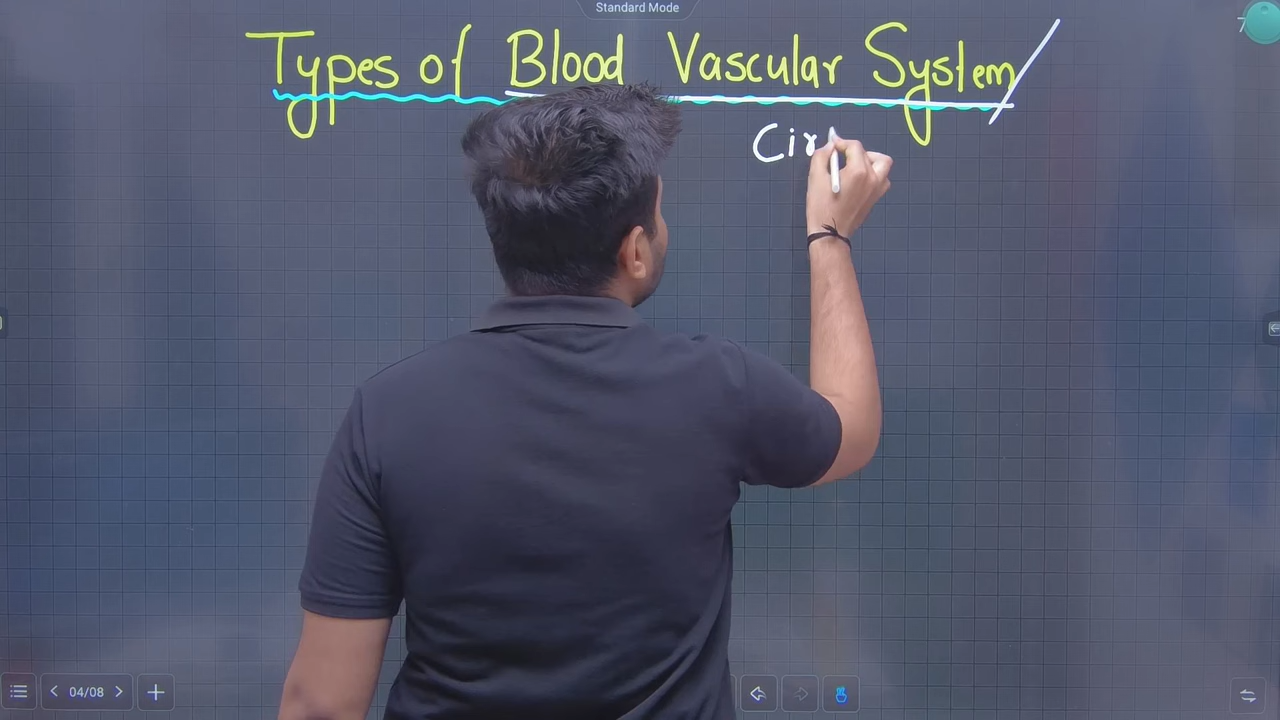 Standard Mode
Types of Blood Vascular System/
Cir
04/08